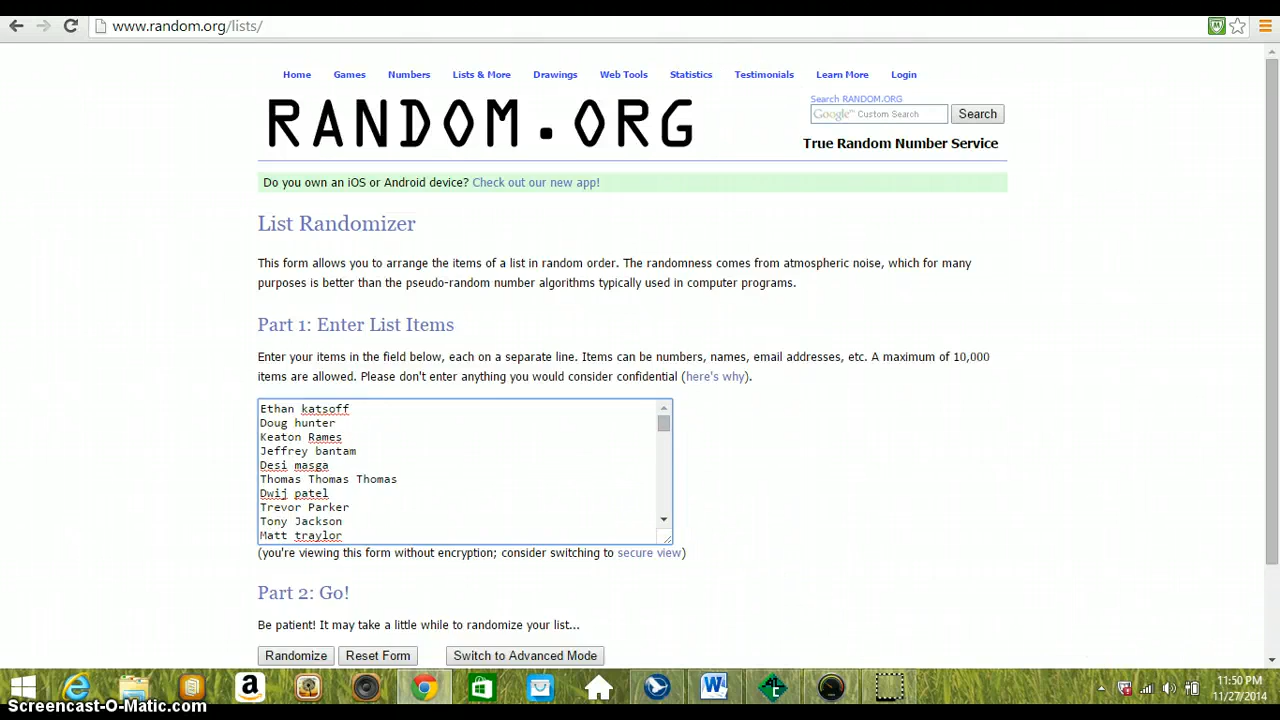 www.random.org/lists/
Home Games Numbers Lists & More Drawings Web Tools Statistics Testimonials Learn More Login
RANDOM.ORG
Search RANDOM.ORG
Google™ Custom Search Search
True Random Number Service
Do you own an iOS or Android device? Check out our new app!
List Randomizer
This form allows you to arrange the items of a list in random order. The randomness comes from atmospheric noise, which for many
purposes is better than the pseudo-random number algorithms typically used in computer programs.
Part 1: Enter List Items
Enter your items in the field below, each on a separate line. Items can be numbers, names, email addresses, etc. A maximum of 10,000
items are allowed. Please don't enter anything you would consider confidential (here's why).
Ethan katsoff
Doug hunter
Keaton Rames
Jeffrey bantam
Desi masga
Thomas Thomas Thomas
Dwij patel
Trevor Parker
Tony Jackson
Matt traylor
(you're viewing this form without encryption; consider switching to secure view)
Part 2: Go!
Be patient! It may take a little while to randomize your list...
Randomize Reset Form Switch to Advanced Mode
11:50 PM
11/27/2014
Screencast-O-Matic.com